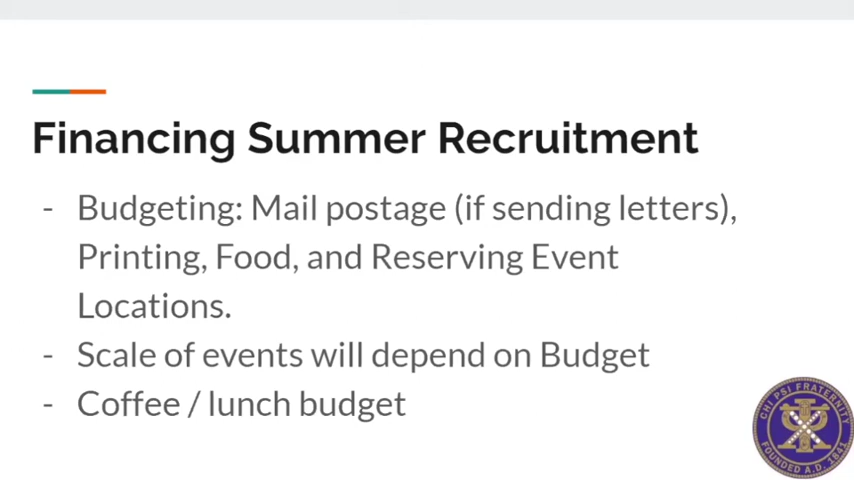 Financing Summer Recruitment
- Budgeting: Mail postage (if sending letters),
Printing, Food, and Reserving Event
Locations.
- Scale of events will depend on Budget
- Coffee / lunch budget
CHI PSI FRATERNITY
FOUNDED A.D. 1841